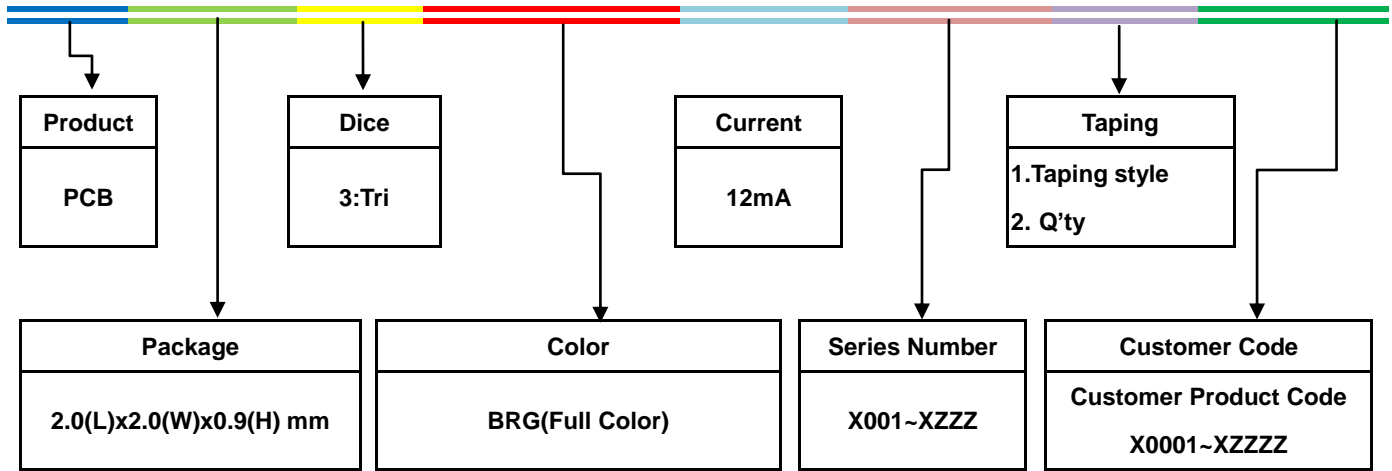 Product
PCB
Dice
3:Tri
Current
12mA
Taping
1.Taping style
2. Q’ty
Package
2.0(L)x2.0(W)x0.9(H) mm
Color
BRG(Full Color)
Series Number
X001~XZZZ
Customer Code
Customer Product Code
X0001~XZZZZ